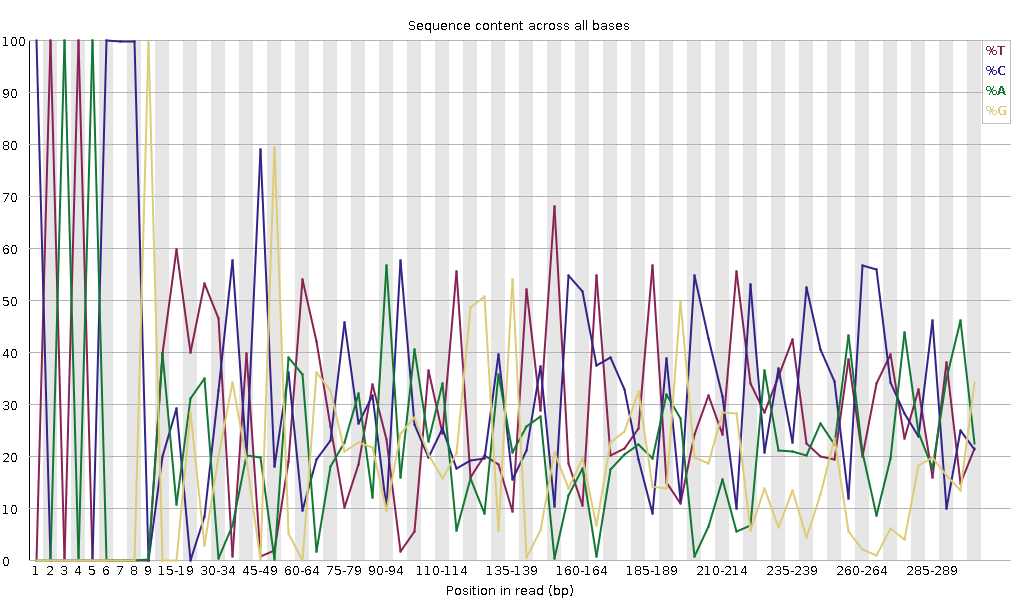 Sequence content across all bases
100
90
80
70
60
50
40
30
20
10
0
%T
%C
%A
%G
1 2 3 4 5 6 7 8 9 15-19 30-34 45-49 60-64 75-79 90-94 110-114 135-139 160-164 185-189 210-214 235-239 260-264 285-289
Position in read (bp)